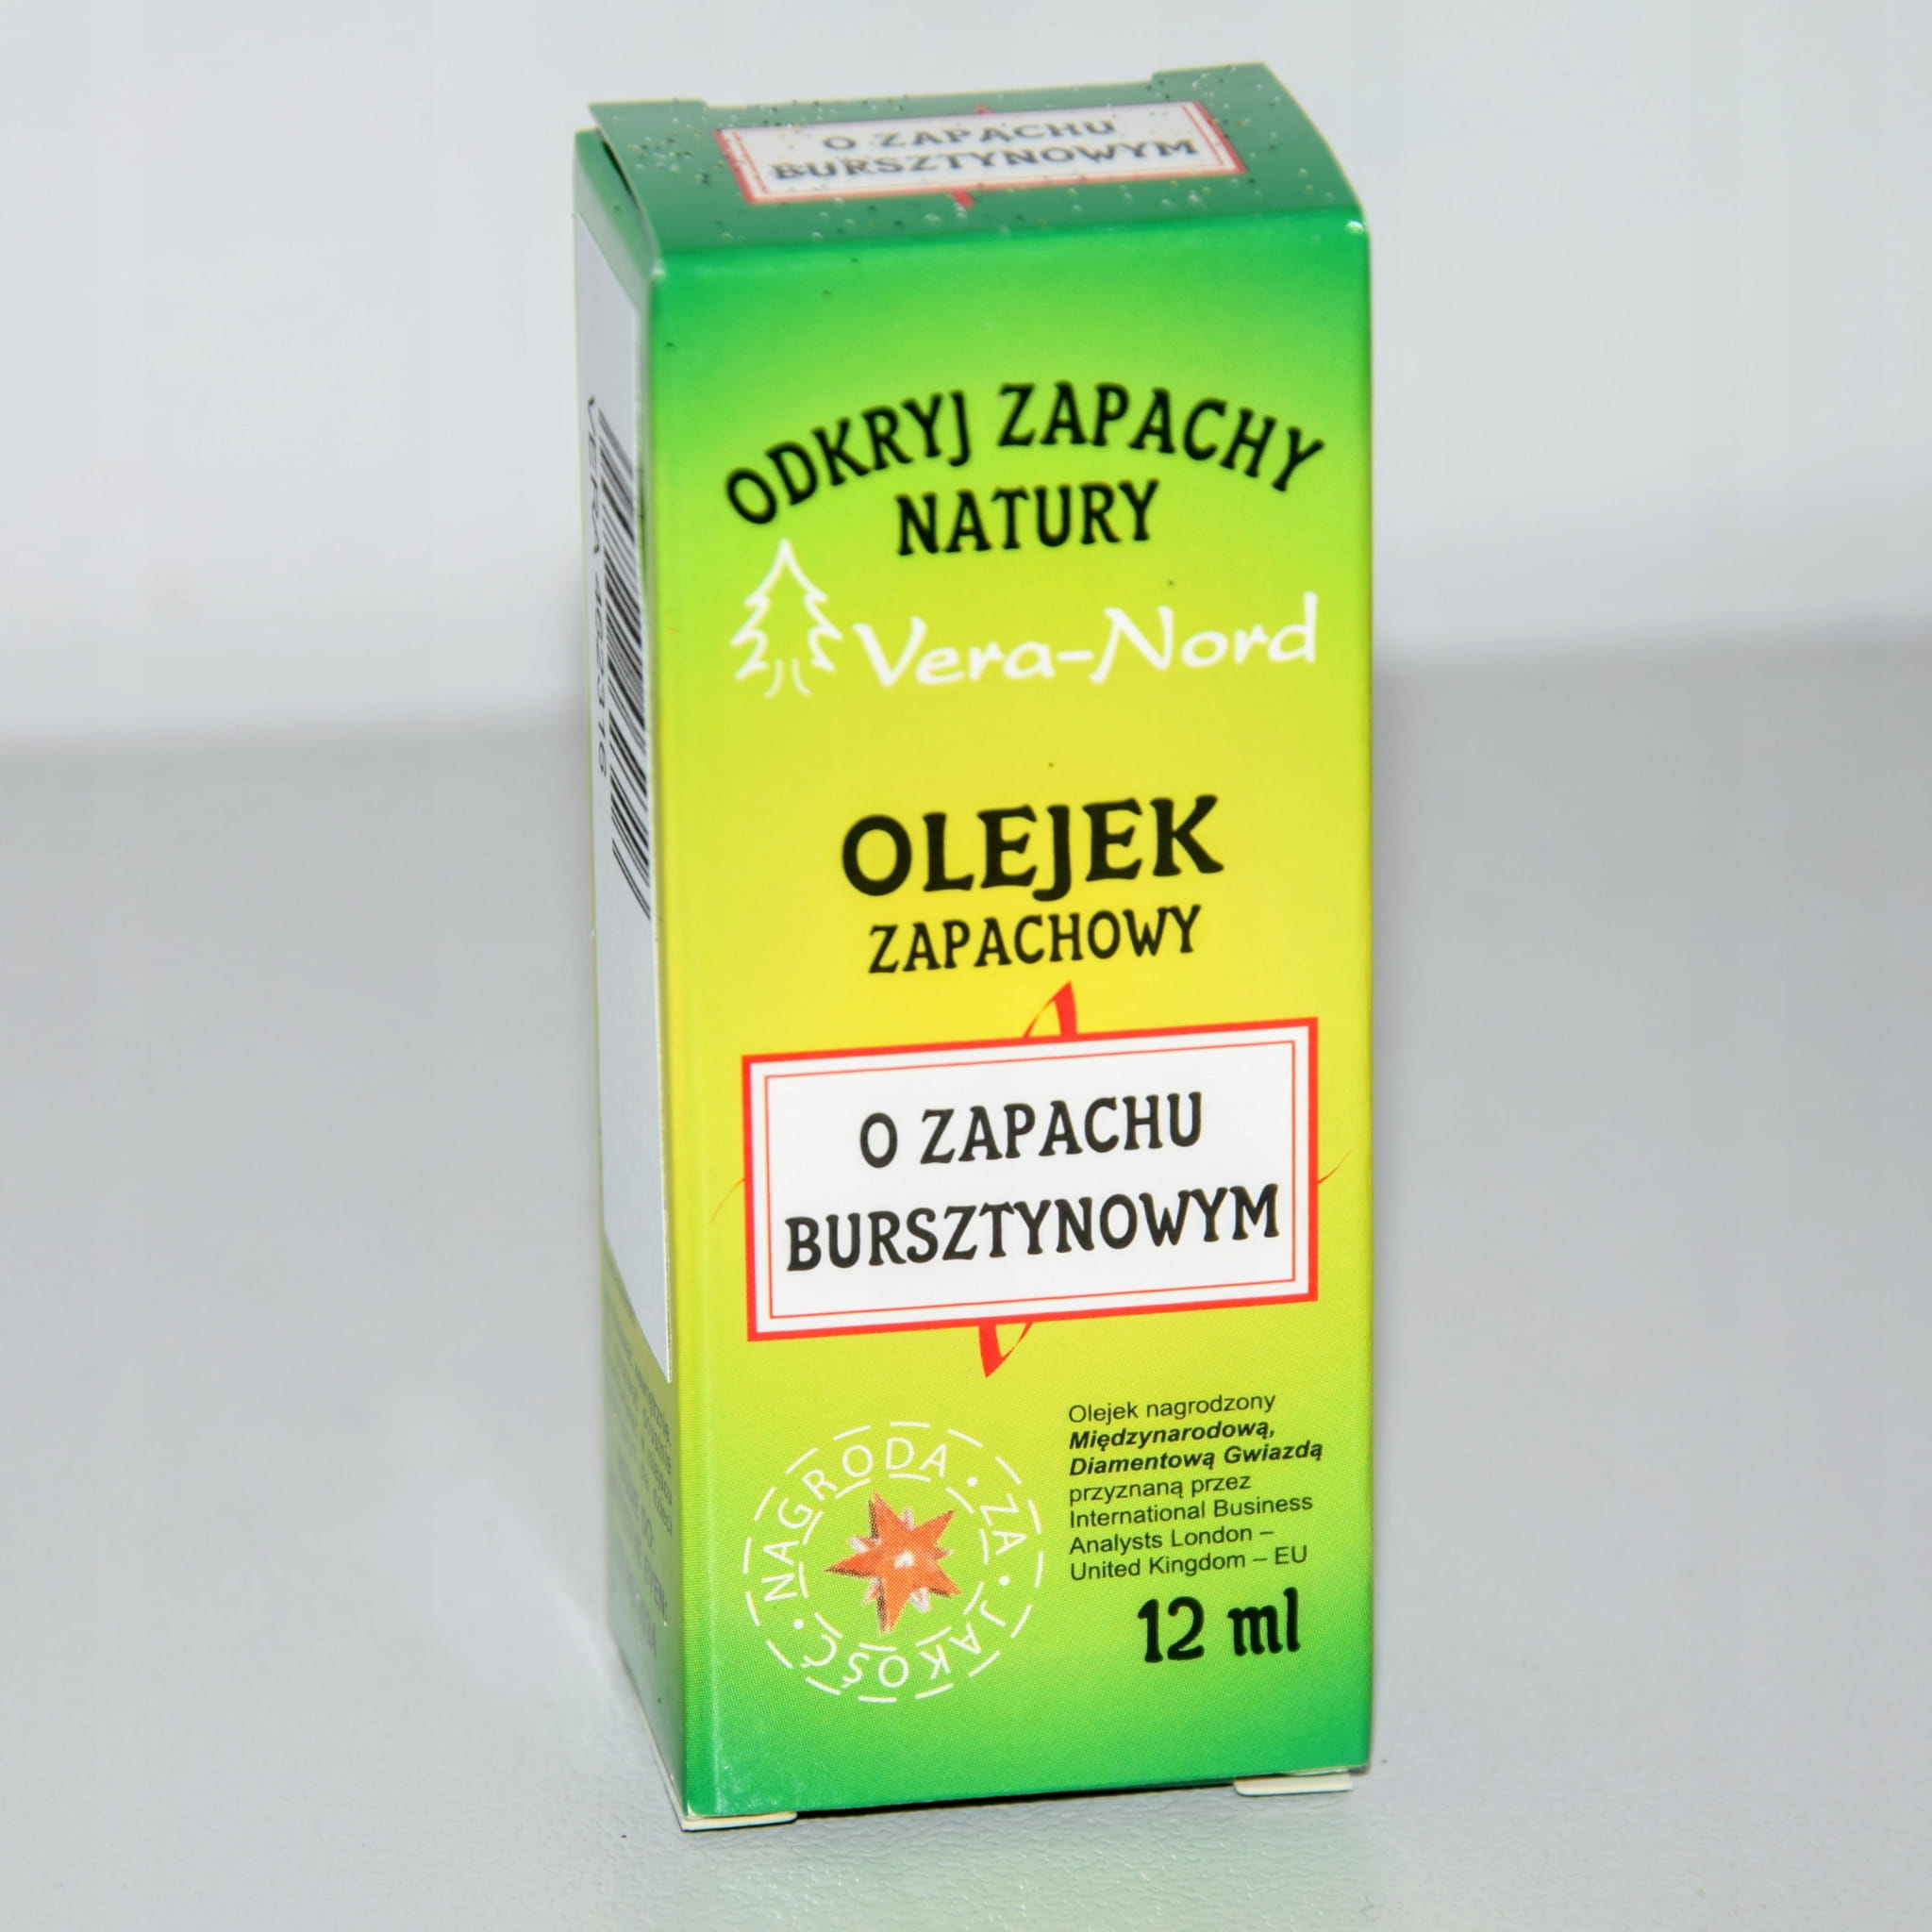 O ZAPACHU
BURSZTYNOWYM
ODKRYJ ZAPACHY
NATURY
Vera-Nord
OLEJEK
ZAPACHOWY
O ZAPACHU
BURSZTYNOWYM
NAGRODA • ZA • JAKOŚĆ •
Olejek nagrodzony
Międzynarodową,
Diamentową Gwiazdą
przyznaną przez
International Business
Analysts London –
United Kingdom – EU
12 ml